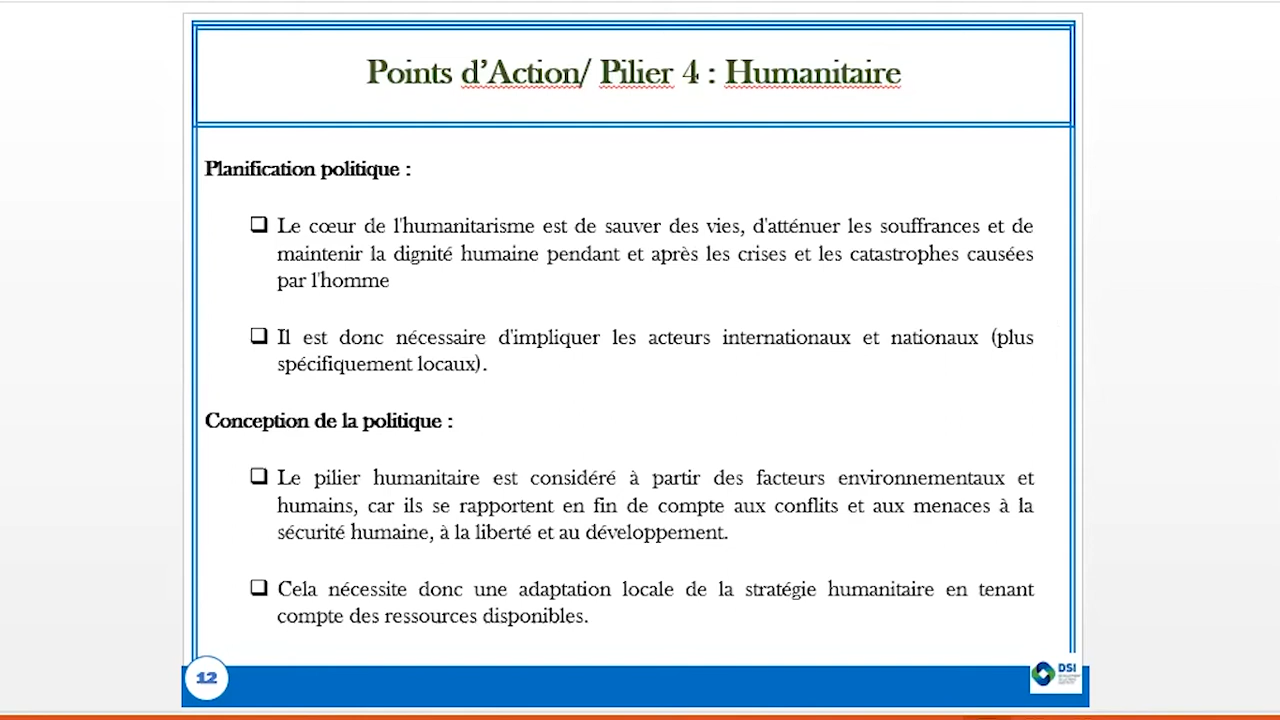 Points d’Action/ Pilier 4 : Humanitaire
Planification politique :
Le cœur de l'humanitarisme est de sauver des vies, d'atténuer les souffrances et de
maintenir la dignité humaine pendant et après les crises et les catastrophes causées
par l'homme
Il est donc nécessaire d'impliquer les acteurs internationaux et nationaux (plus
spécifiquement locaux).
Conception de la politique :
Le pilier humanitaire est considéré à partir des facteurs environnementaux et
humains, car ils se rapportent en fin de compte aux conflits et aux menaces à la
sécurité humaine, à la liberté et au développement.
Cela nécessite donc une adaptation locale de la stratégie humanitaire en tenant
compte des ressources disponibles.
12
DSI